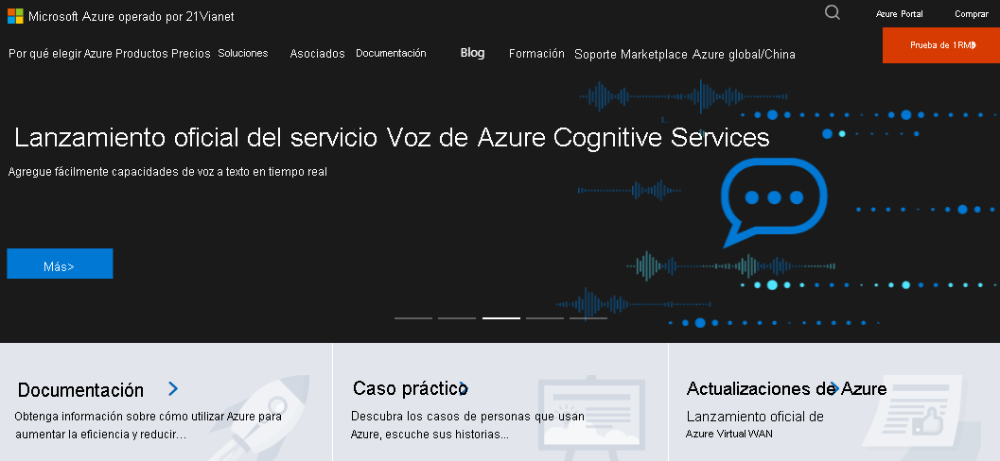 Microsoft Azure operado por 21Vianet
Azure Portal
Comprar
Prueba de 1RMB
Por qué elegir Azure Productos Precios Soluciones Asociados Documentación Blog Formación Soporte Marketplace Azure global/China
Lanzamiento oficial del servicio Voz de Azure Cognitive Services
Agregue fácilmente capacidades de voz a texto en tiempo real
Más>
Documentación
Obtenga información sobre cómo utilizar Azure para
aumentar la eficiencia y reducir...
Caso práctico
Descubra los casos de personas que usan
Azure, escuche sus historias...
Actualizaciones de Azure
Lanzamiento oficial de
Azure Virtual WAN